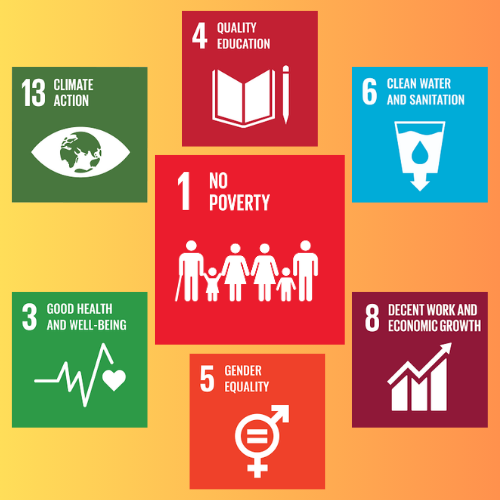 4 QUALITY
EDUCATION
13 CLIMATE
ACTION
6 CLEAN WATER
AND SANITATION
1 NO
POVERTY
3 GOOD HEALTH
AND WELL-BEING
8 DECENT WORK AND
ECONOMIC GROWTH
5 GENDER
EQUALITY